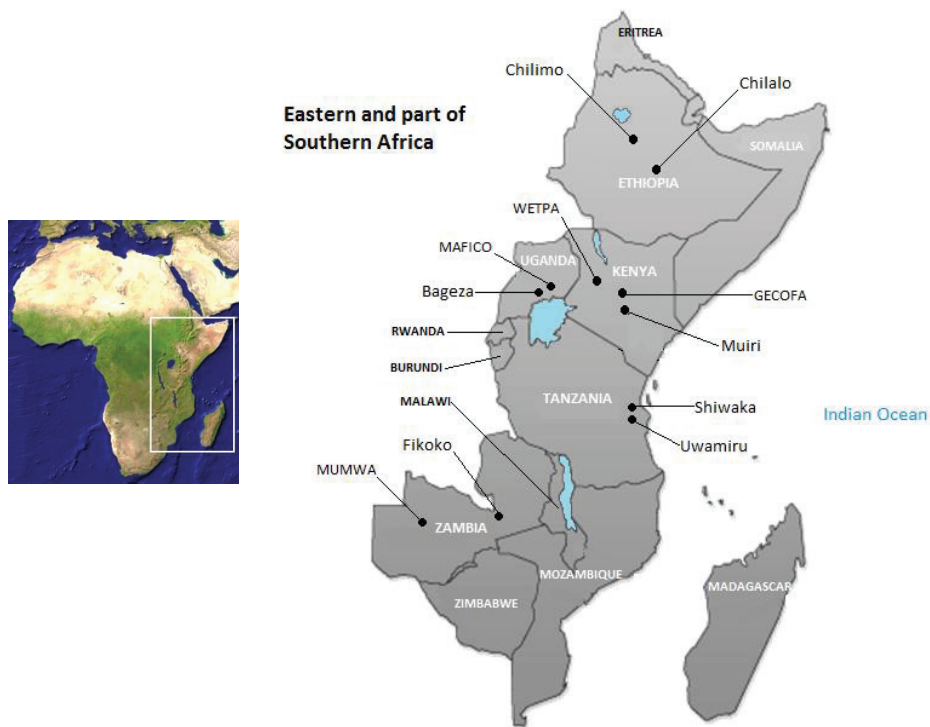 ERITREA
Chilimo
Chilalo
Eastern and part of
Southern Africa
SOMALIA
ETHIOPIA
WETPA
MAFICO
UGANDA
KENYA
Bageza
GECOFA
RWANDA
Muiri
BURUNDI
MALAWI
TANZANIA
Shiwaka
Indian Ocean
Fikoko
Uwamiru
MUMWA
ZAMBIA
MOZAMBIQUE
MADAGASCAR
ZIMBABWE